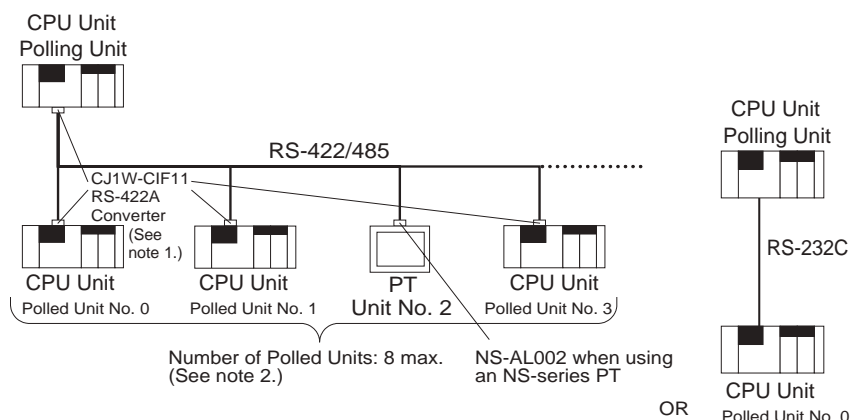 CPU Unit
Polling Unit
RS-422/485
CJ1W-CIF11
RS-422A
Converter
(See
note 1.)
CPU Unit
Polled Unit No. 0
CPU Unit
Polled Unit No. 1
PT
Unit No. 2
CPU Unit
Polled Unit No. 3
Number of Polled Units: 8 max.
(See note 2.)
NS-AL002 when using
an NS-series PT
OR
CPU Unit
Polling Unit
RS-232C
CPU Unit
Polled Unit No. 0